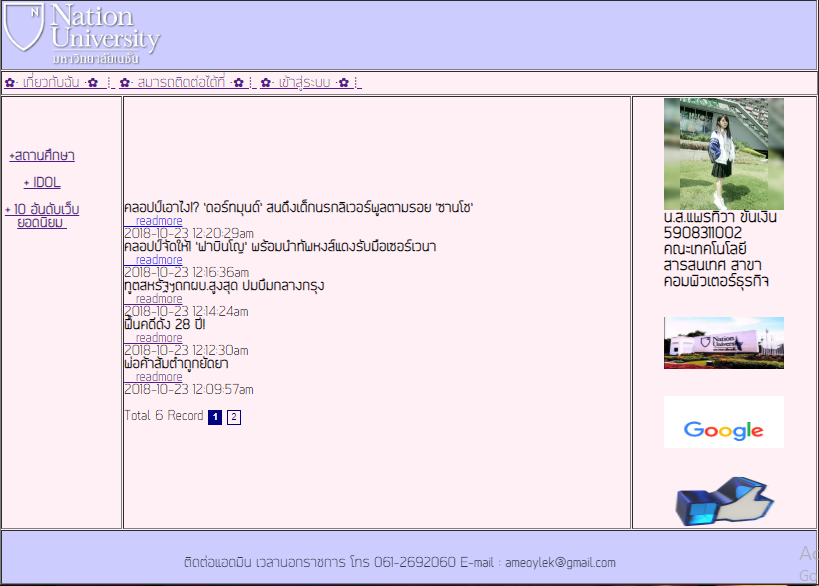 N
Nation
University
มหาวิทยาลัยเนชั่น
✿· เกี่ยวกับฉัน ·✿ ┊ ✿· สมารถติดต่อได้ที่ ·✿┊ ✿· เข้าสู่ระบบ ·✿┊
+สถานศึกษา
+ IDOL
+ 10 อันดับเว็บ
ยอดนิยม
คลอปป์เอาไง!? 'ดอร์ทมุนด์' สนดึงเด็กนรกลิเวอร์พูลตามรอย 'ซานโช'
readmore
2018-10-23 12:20:29am
คลอปป์จัดให้! 'ฟาบินโญ' พร้อมนำทัพหงส์แดงรับมือเซอร์เวนา
readmore
2018-10-23 12:16:36am
ทูตสหรัฐฯถกผบ.สูงสุด ปมบึ้มกลางกรุง
readmore
2018-10-23 12:14:24am
ฟื้นคดีดัง 28 ปี!
readmore
2018-10-23 12:12:30am
พ่อค้าส้มตำถูกยัดยา
readmore
2018-10-23 12:09:57am
Total 6 Record 1 2
น.ส.แพรทิวา ขันเงิน
5908311002
คณะเทคโนโลยี
สารสนเทศ สาขา
คอมพิวเตอร์ธุรกิจ
Nation
University
Google
ติดต่อแอดมิน เวลานอกราชการ โทร 061-2692060 E-mail : ameoylek@gmail.com
Ac
Go